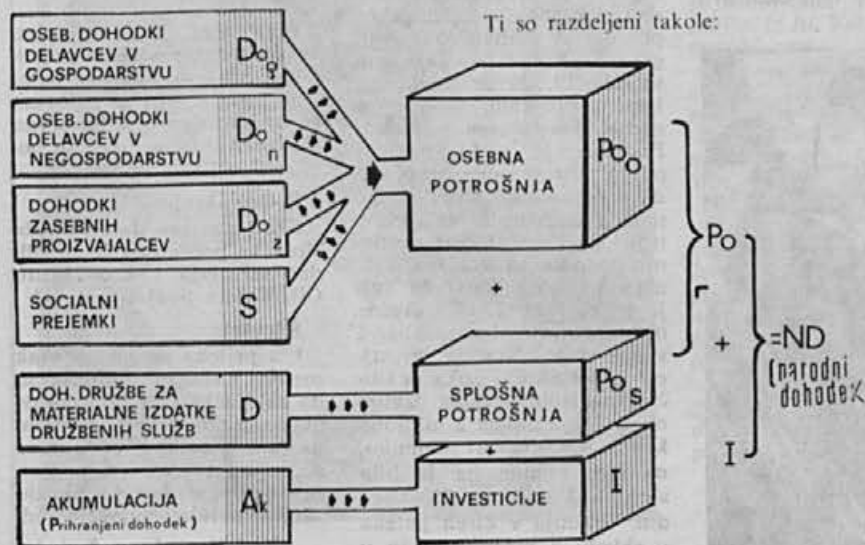 Ti so razdeljeni takole:
OSEB. DOHODKI
DELAVCEV V
GOSPODARSTVU
Do g
OSEB. DOHODKI
DELAVCEV V
NEGOSPODARSTVU
Do n
DOHODKI
ZASEBNIH
PROIZVAJALCEV
Do z
SOCIALNI
PREJEMKI
S
DOH. DRUŽBE ZA
MATERIALNE IZDATKE
DRUŽBENIH SLUŽB
D
AKUMULACIJA
(Prihranjeni dohodek)
Ak
OSEBNA
POTROŠNJA
Po o
+
SPLOŠNA
POTROŠNJA
Po s
+
INVESTICIJE
I
Po
+
I
=ND
(narodni
dohodek)